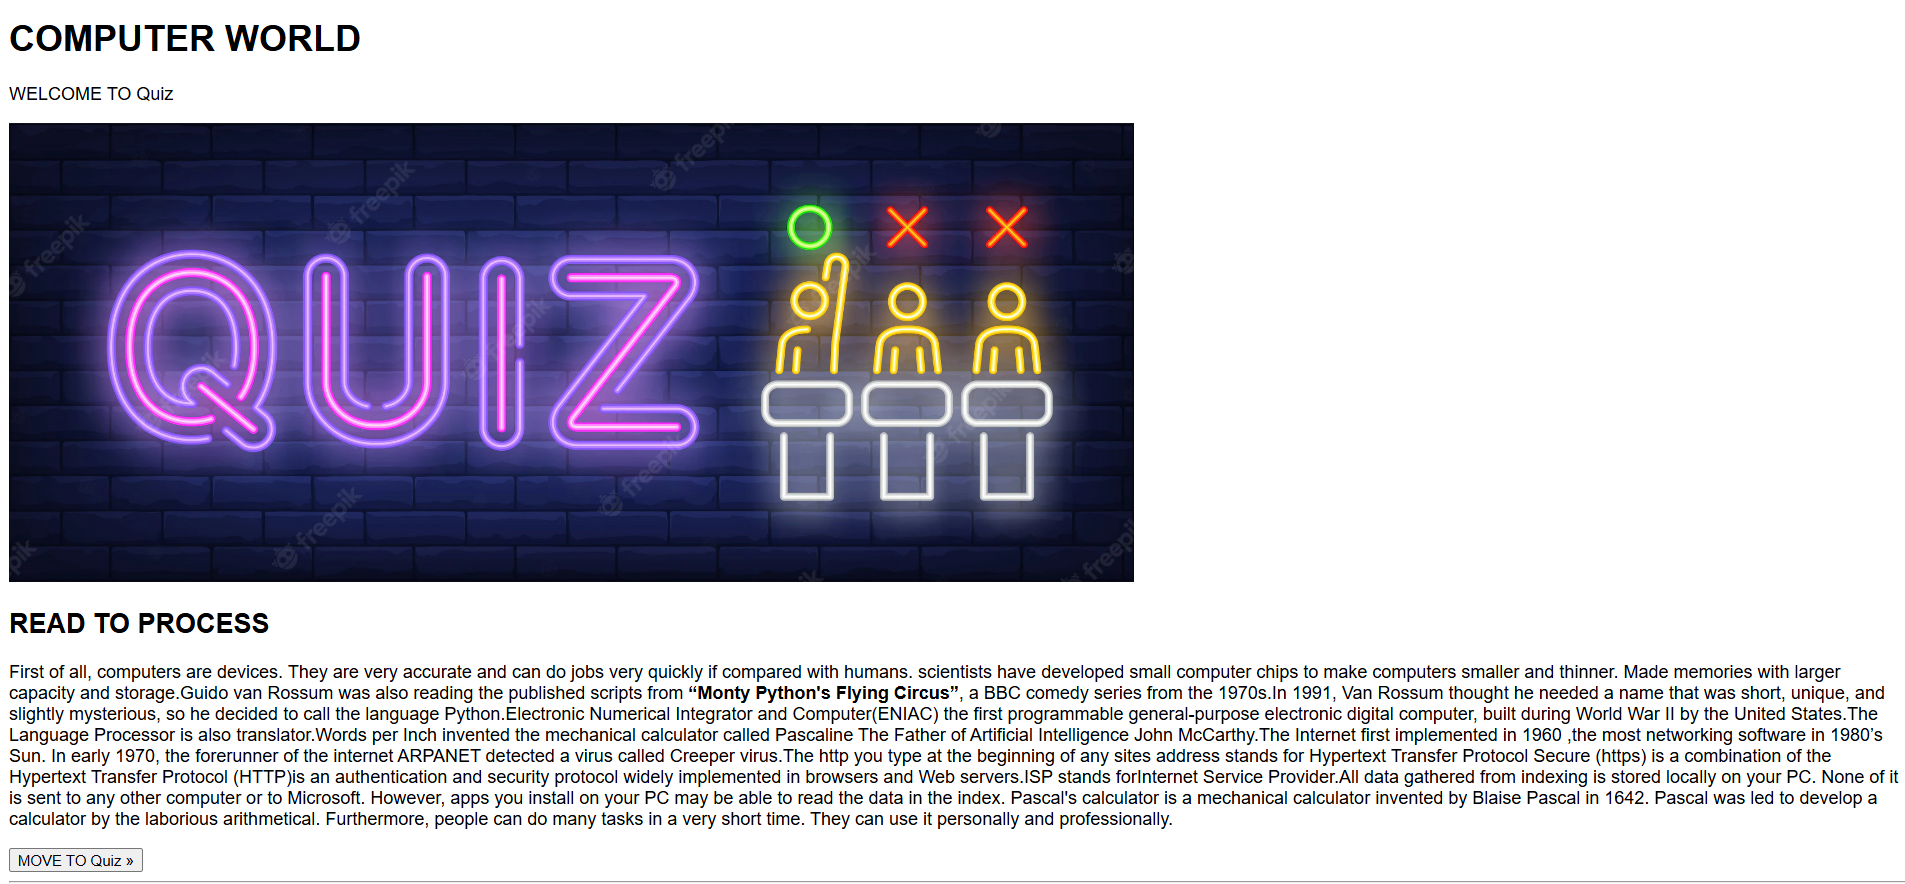 COMPUTER WORLD
WELCOME TO Quiz
QUIZ
freepik
freepik
freepik
freepik
freepik
freepik
freepik
freepik
READ TO PROCESS
First of all, computers are devices. They are very accurate and can do jobs very quickly if compared with humans. scientists have developed small computer chips to make computers smaller and thinner. Made memories with larger
capacity and storage.Guido van Rossum was also reading the published scripts from “Monty Python's Flying Circus”, a BBC comedy series from the 1970s.In 1991, Van Rossum thought he needed a name that was short, unique, and
slightly mysterious, so he decided to call the language Python.Electronic Numerical Integrator and Computer(ENIAC) the first programmable general-purpose electronic digital computer, built during World War II by the United States.The
Language Processor is also translator.Words per Inch invented the mechanical calculator called Pascaline The Father of Artificial Intelligence John McCarthy.The Internet first implemented in 1960 ,the most networking software in 1980’s
Sun. In early 1970, the forerunner of the internet ARPANET detected a virus called Creeper virus.The http you type at the beginning of any sites address stands for Hypertext Transfer Protocol Secure (https) is a combination of the
Hypertext Transfer Protocol (HTTP)is an authentication and security protocol widely implemented in browsers and Web servers.ISP stands forInternet Service Provider.All data gathered from indexing is stored locally on your PC. None of it
is sent to any other computer or to Microsoft. However, apps you install on your PC may be able to read the data in the index. Pascal's calculator is a mechanical calculator invented by Blaise Pascal in 1642. Pascal was led to develop a
calculator by the laborious arithmetical. Furthermore, people can do many tasks in a very short time. They can use it personally and professionally.
MOVE TO Quiz »